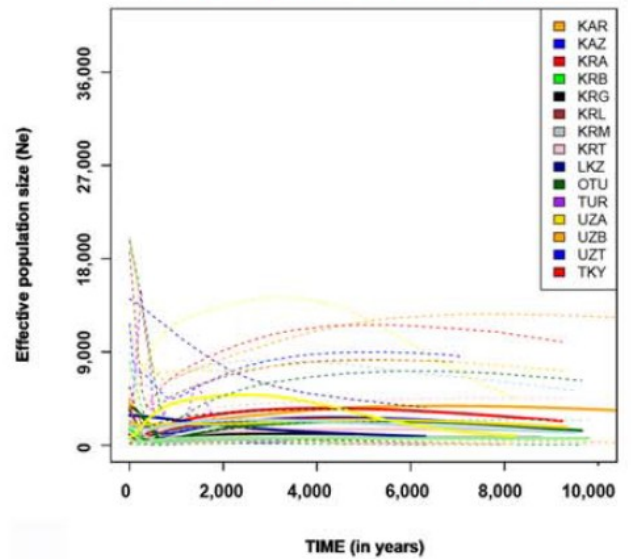 Effective population size (Ne)
36,000
27,000
18,000
9,000
0
KAR
KAZ
KRA
KRB
KRG
KRL
KRM
KRT
LKZ
OTU
TUR
UZA
UZB
UZT
TKY
0 2,000 4,000 6,000 8,000 10,000
TIME (in years)